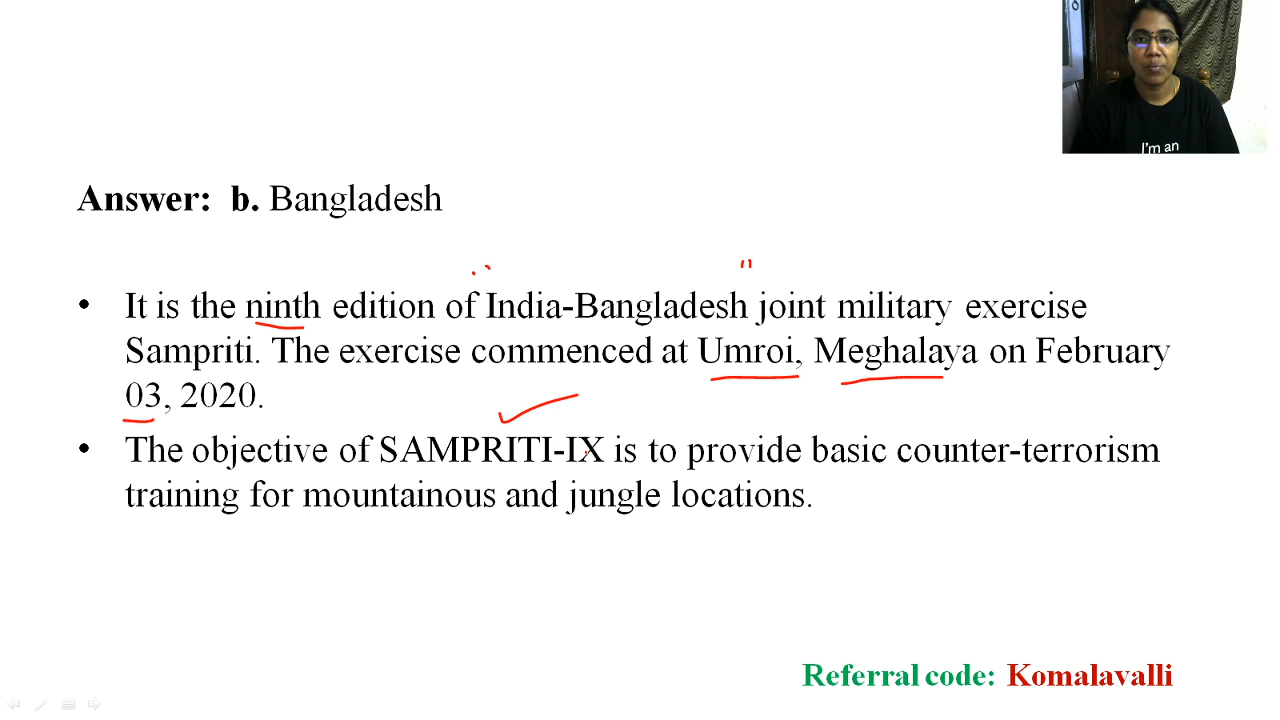 I'm an
Answer: b. Bangladesh
• It is the ninth edition of India-Bangladesh joint military exercise
Sampriti. The exercise commenced at Umroi, Meghalaya on February
03, 2020.
• The objective of SAMPRITI-IX is to provide basic counter-terrorism
training for mountainous and jungle locations.
Referral code: Komalavalli